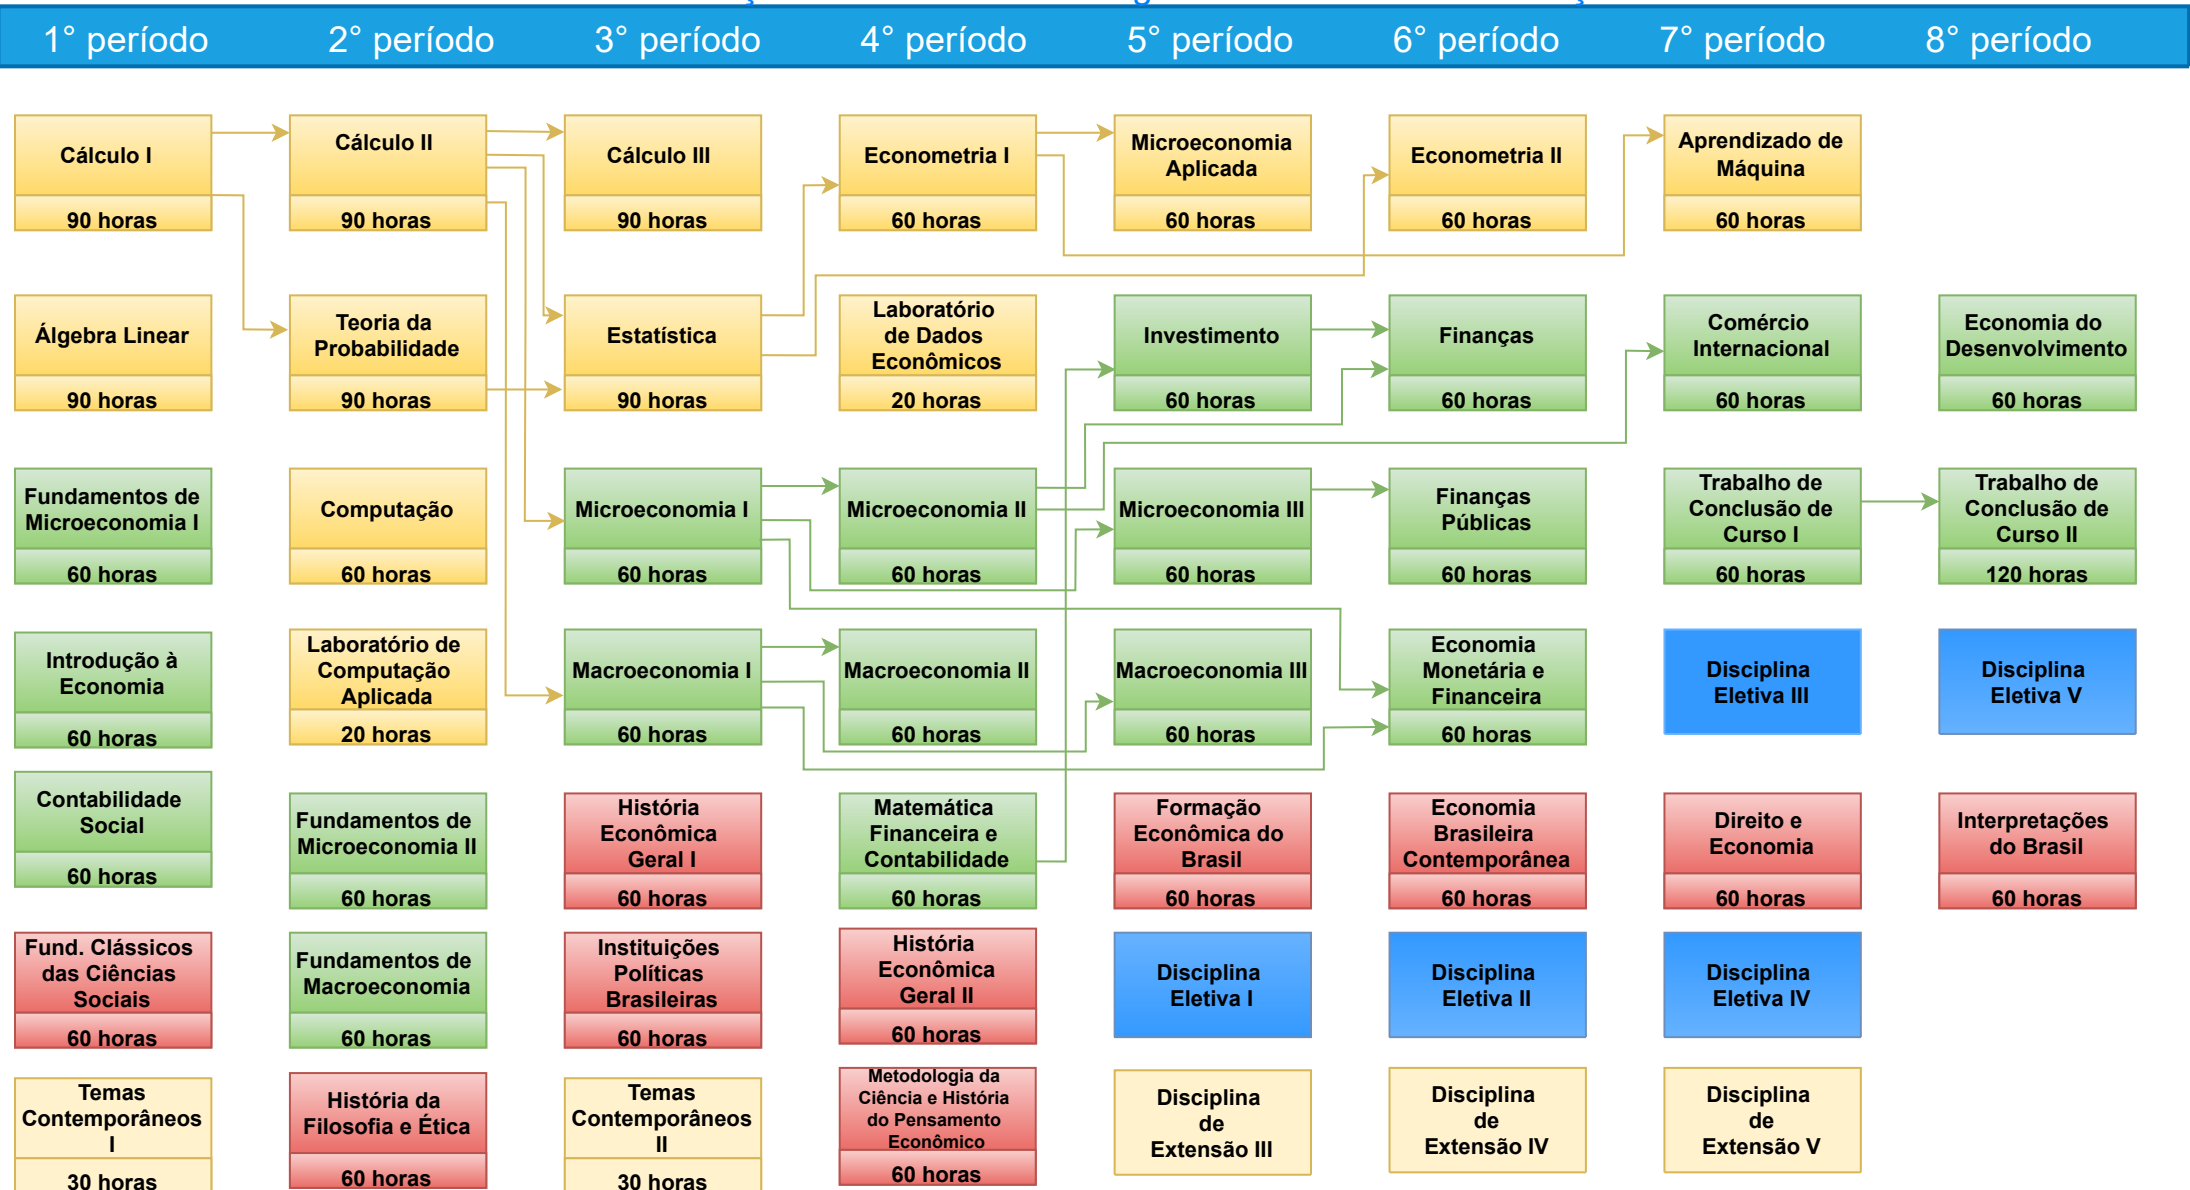 1° período
2° período
3° período
4° período
5° período
6° período
7° período
8° período
Cálculo I
90 horas
Cálculo II
90 horas
Cálculo III
90 horas
Econometria I
60 horas
Microeconomia
Aplicada
60 horas
Econometria II
60 horas
Aprendizado de
Máquina
60 horas
Álgebra Linear
90 horas
Teoria da
Probabilidade
90 horas
Estatística
90 horas
Laboratório
de Dados
Econômicos
20 horas
Investimento
60 horas
Finanças
60 horas
Comércio
Internacional
60 horas
Economia do
Desenvolvimento
60 horas
Fundamentos de
Microeconomia I
60 horas
Computação
60 horas
Microeconomia I
60 horas
Microeconomia II
60 horas
Microeconomia III
60 horas
Finanças
Públicas
60 horas
Trabalho de
Conclusão de
Curso I
60 horas
Trabalho de
Conclusão de
Curso II
120 horas
Introdução à
Economia
60 horas
Laboratório de
Computação
Aplicada
20 horas
Macroeconomia I
60 horas
Macroeconomia II
60 horas
Macroeconomia III
60 horas
Economia
Monetária e
Financeira
60 horas
Disciplina
Eletiva III
Disciplina
Eletiva V
Contabilidade
Social
60 horas
Fundamentos de
Microeconomia II
60 horas
História
Econômica
Geral I
60 horas
Matemática
Financeira e
Contabilidade
60 horas
Formação
Econômica do
Brasil
60 horas
Economia
Brasileira
Contemporânea
60 horas
Direito e
Economia
60 horas
Interpretações
do Brasil
60 horas
Fund. Clássicos
das Ciências
Sociais
60 horas
Fundamentos de
Macroeconomia
60 horas
Instituições
Políticas
Brasileiras
60 horas
História
Econômica
Geral II
60 horas
Disciplina
Eletiva I
Disciplina
Eletiva II
Disciplina
Eletiva IV
Temas
Contemporâneos
I
30 horas
História da
Filosofia e Ética
60 horas
Temas
Contemporâneos
II
30 horas
Metodologia da
Ciência e História
do Pensamento
Econômico
60 horas
Disciplina
de
Extensão III
Disciplina
de
Extensão IV
Disciplina
de
Extensão V